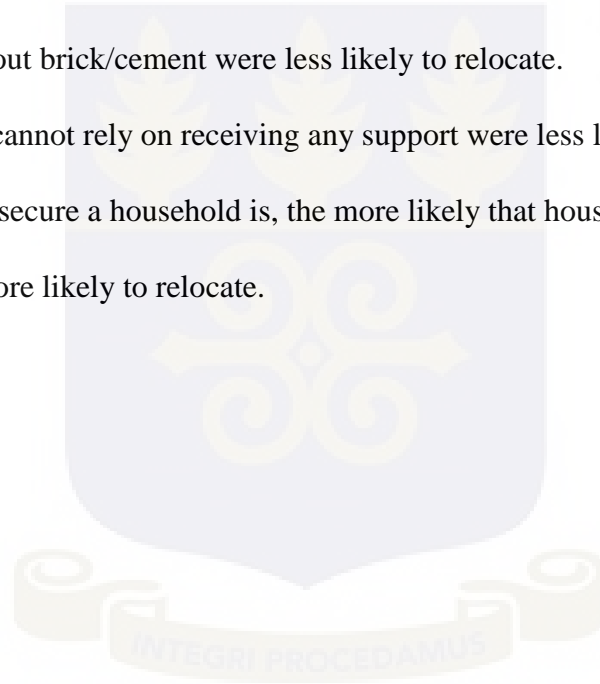 out brick/cement were less likely to relocate.
cannot rely on receiving any support were less l
secure a household is, the more likely that hous
ore likely to relocate.
INTEGRI PROCEDAMUS